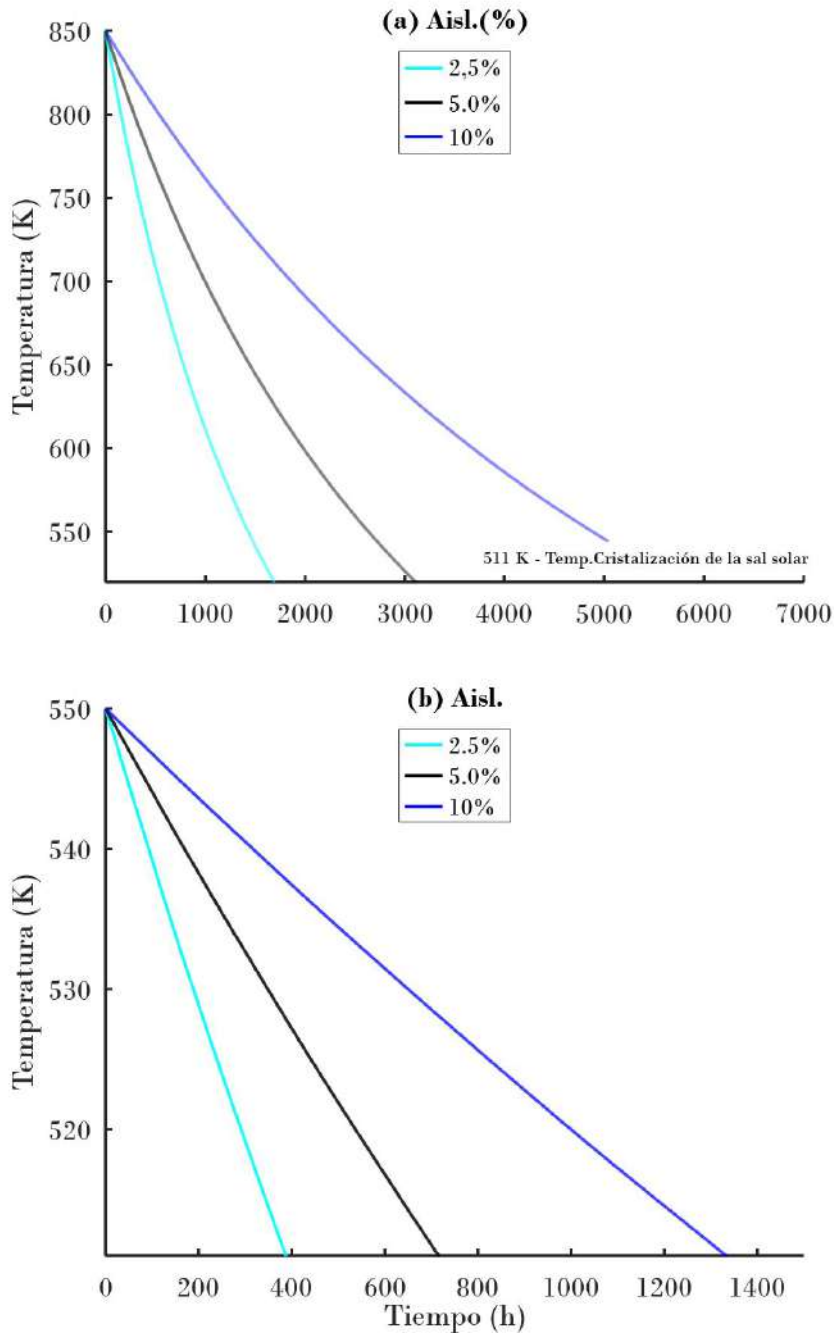 (a) Aisl.(%)
2,5%
5.0%
10%
Temperatura (K)
850
800
750
700
650
600
550
511 K - Temp.Cristalización de la sal solar
0 1000 2000 3000 4000 5000 6000 7000
(b) Aisl.
2.5%
5.0%
10%
Temperatura (K)
550
540
530
520
0 200 400 600 800 1000 1200 1400
Tiempo (h)